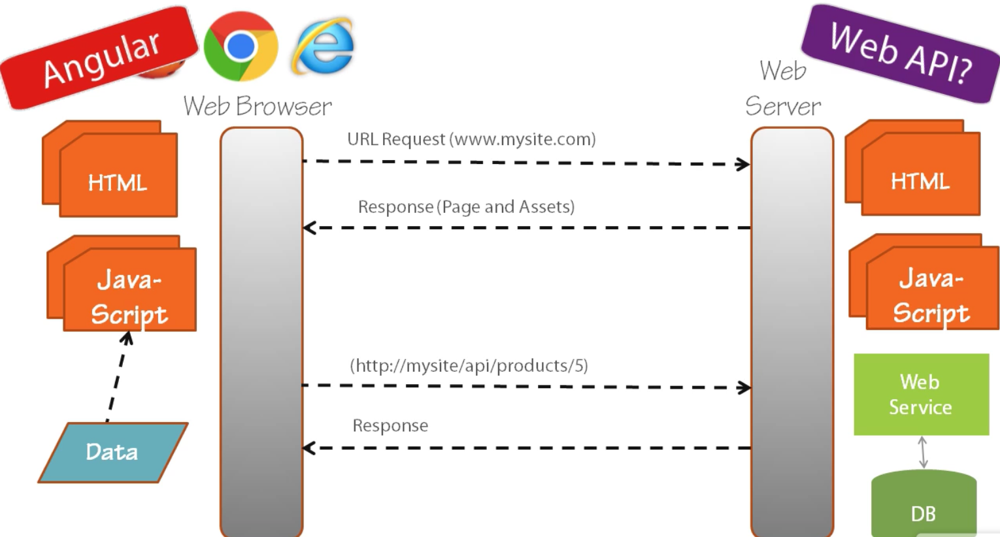 Angular
Web API?
Web Browser
Web
Server
URL Request (www.mysite.com)
HTML
HTML
Response (Page and Assets)
Java-
Script
Java-
Script
(http://mysite/api/products/5)
Web
Service
Response
Data
DB